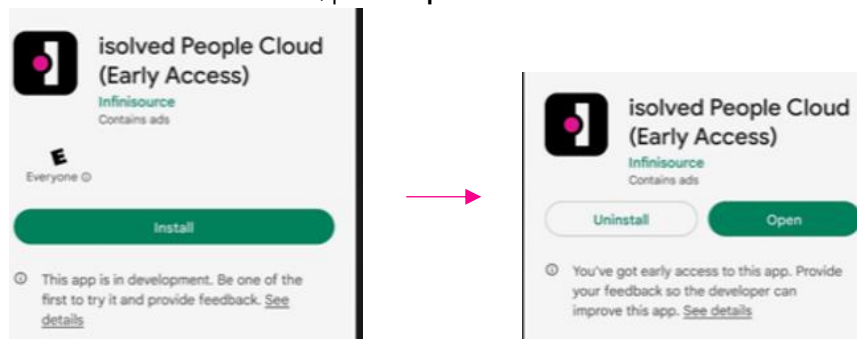 isolved People Cloud
(Early Access)
Infinisource
Contains ads
E
Everyone
Install
This app is in development. Be one of the
first to try it and provide feedback. See
details
isolved People Cloud
(Early Access)
Infinisource
Contains ads
Uninstall
Open
You've got early access to this app. Provide
your feedback so the developer can
improve this app. See details